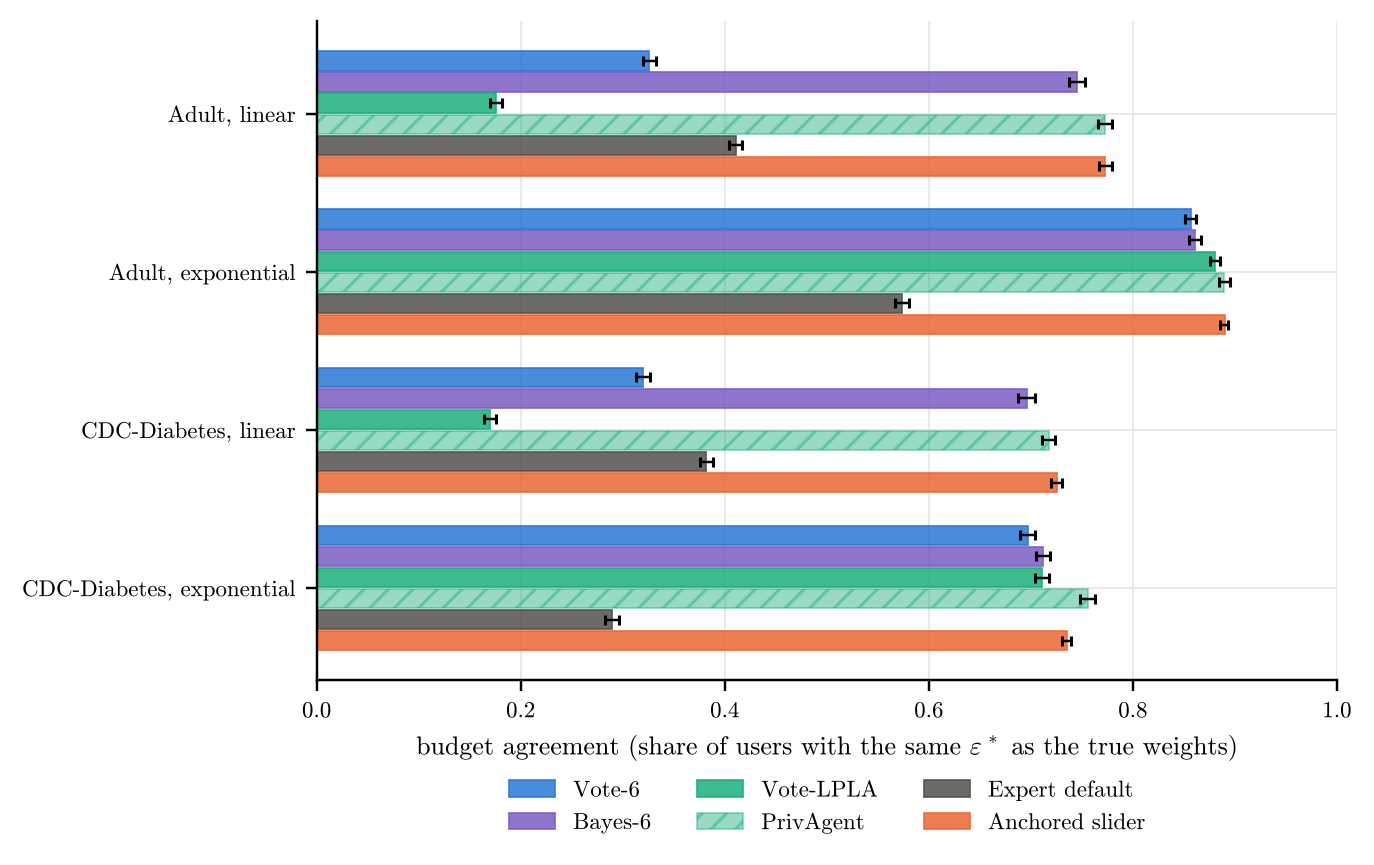 Adult, linear
Adult, exponential
CDC-Diabetes, linear
CDC-Diabetes, exponential
0.0 0.2 0.4 0.6 0.8 1.0
budget agreement (share of users with the same ε* as the true weights)
Vote-6 Vote-LPLA Expert default
Bayes-6 PrivAgent Anchored slider